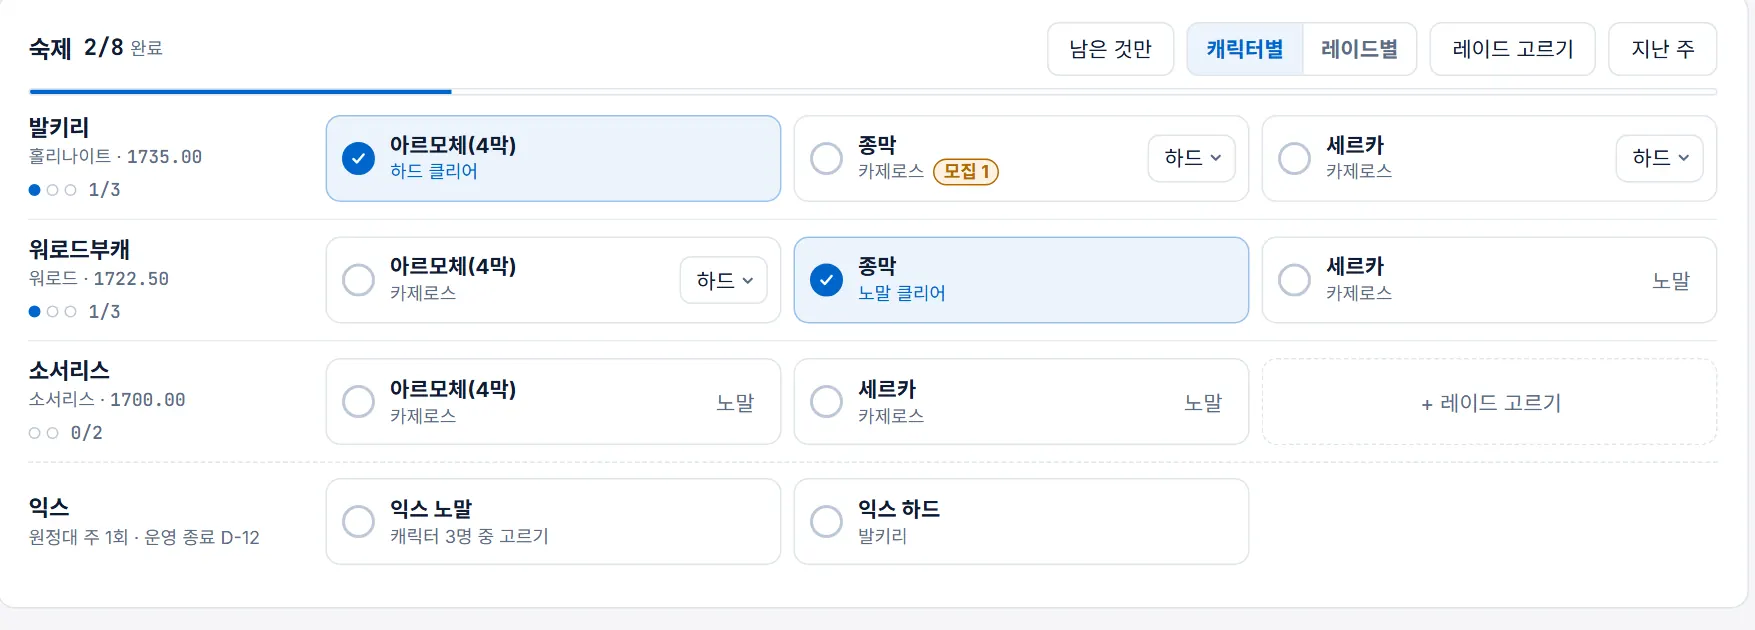 숙제 2/8 완료
남은 것만
캐릭터별
레이드별
레이드 고르기
지난 주
발키리
홀리나이트 · 1735.00
1/3
아르모체(4막)
하드 클리어
종막
카제로스 모집 1
하드
세르카
카제로스
하드
워로드부캐
워로드 · 1722.50
1/3
아르모체(4막)
카제로스
하드
종막
노말 클리어
세르카
카제로스
노말
소서리스
소서리스 · 1700.00
0/2
아르모체(4막)
카제로스
노말
세르카
카제로스
노말
+ 레이드 고르기
익스
원정대 주 1회 · 운영 종료 D-12
익스 노말
캐릭터 3명 중 고르기
익스 하드
발키리